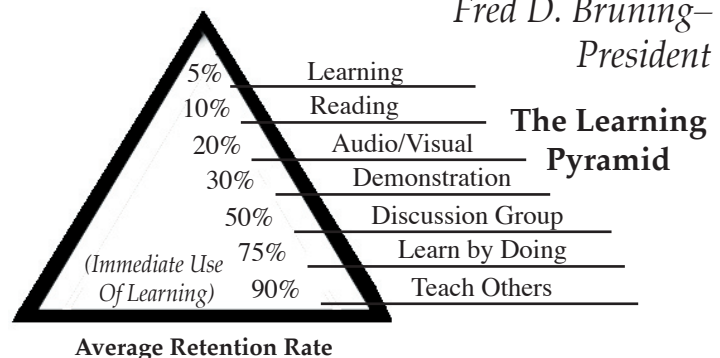 Fred D. Bruning–
President
The Learning
Pyramid
5% Learning
10% Reading
20% Audio/Visual
30% Demonstration
50% Discussion Group
75% Learn by Doing
90% Teach Others
(Immediate Use
Of Learning)
Average Retention Rate